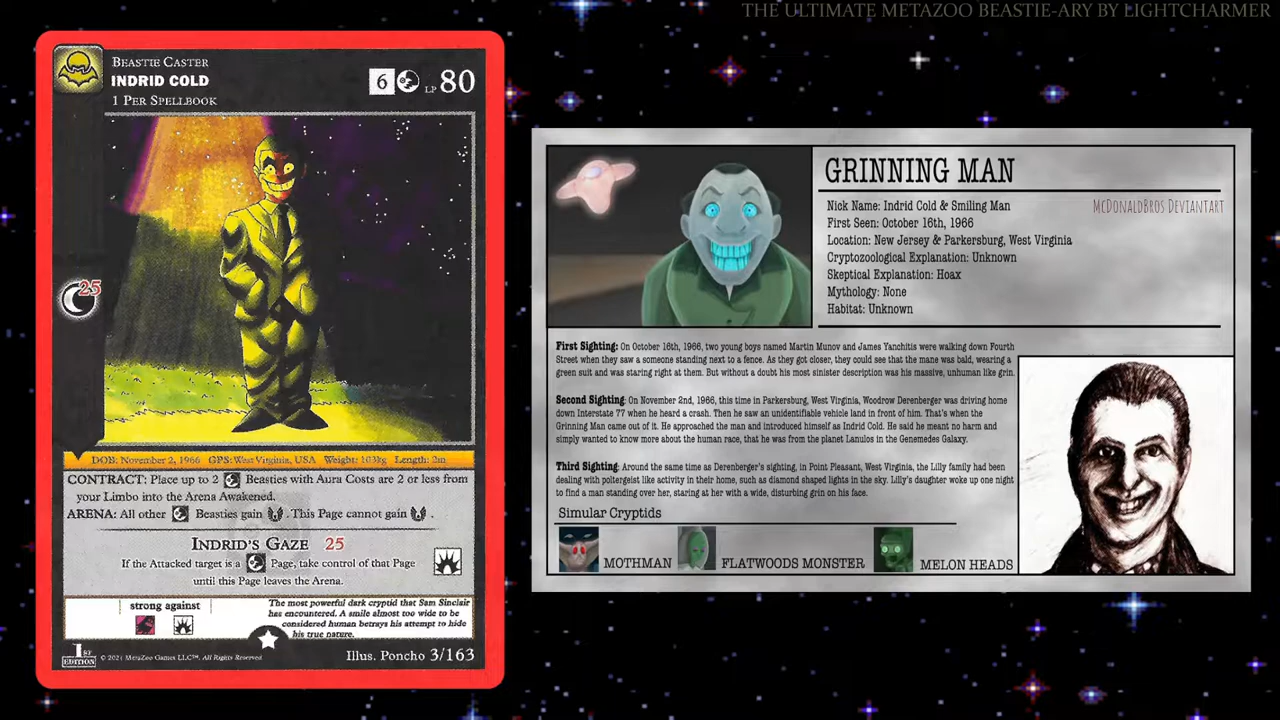 THE ULTIMATE METAZOO BEASTIE-ARY BY LIGHTCHARMER
BEASTIE CASTER
INDRID COLD
1 PER SPELLBOOK
6
LP 80
25
DOB: November 2, 1966 GPS: West Virginia, USA Weight: 103kg Length: 2m
CONTRACT: Place up to 2 Beasties with Aura Costs are 2 or less from
your Limbo into the Arena Awakened.
ARENA: All other Beasties gain . This Page cannot gain .
INDRID'S GAZE 25
If the Attacked target is a Page, take control of that Page
until this Page leaves the Arena.
strong against
The most powerful dark cryptid that Sam Sinclair
has encountered. A smile almost too wide to be
considered human betrays his attempt to hide
his true nature.
1ST
EDITION
© 2021 MetaZoo Games LLC™. All Rights Reserved
Illus. Poncho 3/163
GRINNING MAN
McDonaldBros Deviantart
Nick Name: Indrid Cold & Smiling Man
First Seen: October 16th, 1966
Location: New Jersey & Parkersburg, West Virginia
Cryptozoological Explanation: Unknown
Skeptical Explanation: Hoax
Mythology: None
Habitat: Unknown
First Sighting: On October 16th, 1966, two young boys named Martin Munov and James Yanchitis were walking down Fourth
Street when they saw a someone standing next to a fence. As they got closer, they could see that the mane was bald, wearing a
green suit and was staring right at them. But without a doubt his most sinister description was his massive, unhuman like grin.
Second Sighting: On November 2nd, 1966, this time in Parkersburg, West Virginia, Woodrow Derenberger was driving home
down Interstate 77 when he heard a crash. Then he saw an unidentifiable vehicle land in front of him. That's when the
Grinning Man came out of it. He approached the man and introduced himself as Indrid Cold. He said he meant no harm and
simply wanted to know more about the human race, that he was from the planet Lanulos in the Genemedes Galaxy.
Third Sighting: Around the same time as Derenberger's sighting, in Point Pleasant, West Virginia, the Lilly family had been
dealing with poltergeist like activity in their home, such as diamond shaped lights in the sky. Lilly's daughter woke up one night
to find a man standing over her, staring at her with a wide, disturbing grin on his face.
Simular Cryptids
MOTHMAN
FLATWOODS MONSTER
MELON HEADS